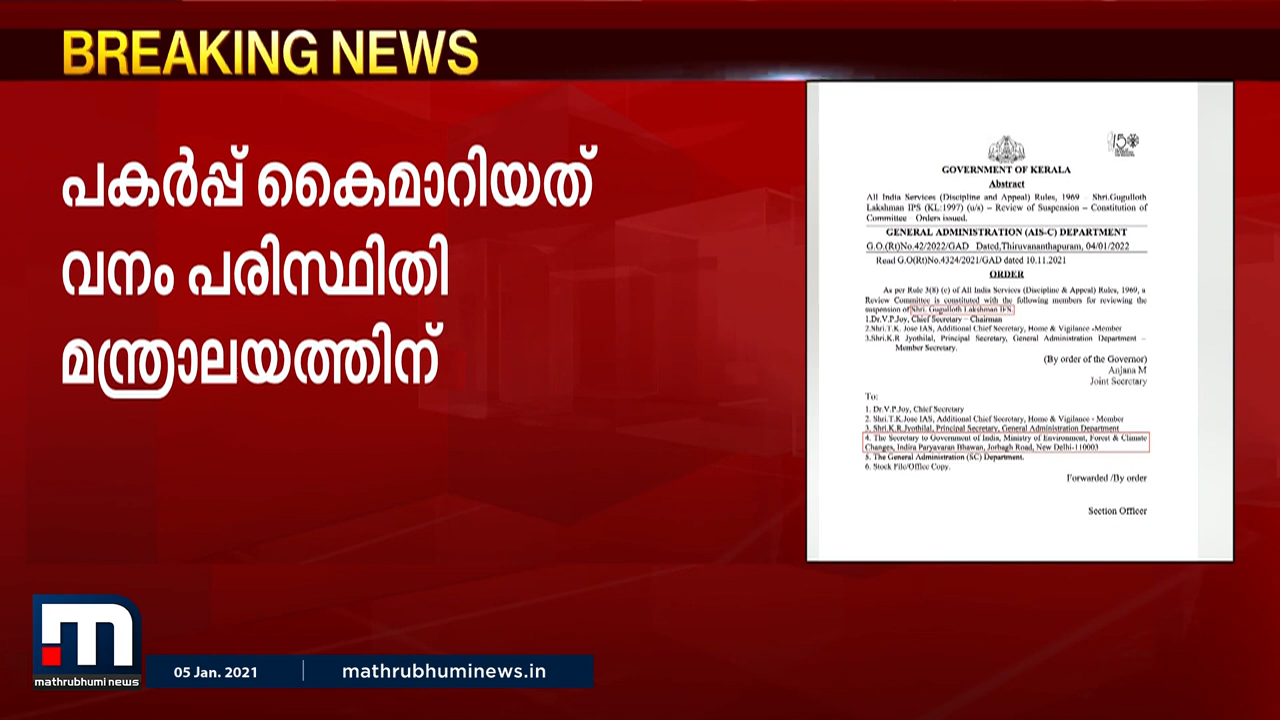 BREAKING NEWS
പകർപ്പ് കൈമാറിയത്
വനം പരിസ്ഥിതി
മന്ത്രാലയത്തിന്
GOVERNMENT OF KERALA
Abstract
All India Services (Discipline and Appeal) Rules, 1969 – Shri.Gugulloth
Lakshman IPS (KL:1997) (u/s) – Review of Suspension – Constitution of
Committee – Orders issued.
GENERAL ADMINISTRATION (AIS-C) DEPARTMENT
G.O.(Rt)No.42/2022/GAD Dated,Thiruvananthapuram, 04/01/2022
Read G.O(Rt)No.4324/2021/GAD dated 10.11.2021
ORDER
As per Rule 3(8) (c) of All India Services (Discipline & Appeal) Rules, 1969, a
Review Committee is constituted with the following members for reviewing the
suspension of Shri. Gugulloth Lakshman IFS.
1.Dr.V.P.Joy, Chief Secretary – Chairman
2.Shri.T.K. Jose IAS, Additional Chief Secretary, Home & Vigilance -Member
3.Shri.K.R Jyothilal, Principal Secretary, General Administration Department –
Member Secretary.
(By order of the Governor)
Anjana M
Joint Secretary
To:
1. Dr.V.P.Joy, Chief Secretary
2. Shri.T.K.Jose IAS, Additional Chief Secretary, Home & Vigilance - Member
3. Shri.K.R.Jyothilal, Principal Secretary, General Administration Department
4. The Secretary to Government of India, Ministry of Environment, Forest & Climate
Changes, Indira Paryavaran Bhawan, Jorbagh Road, New Delhi-110003
5. The General Administration (SC) Department.
6. Stock File/Office Copy.
Forwarded /By order
Section Officer
mathrubhumi news
05 Jan. 2021
mathrubhuminews.in